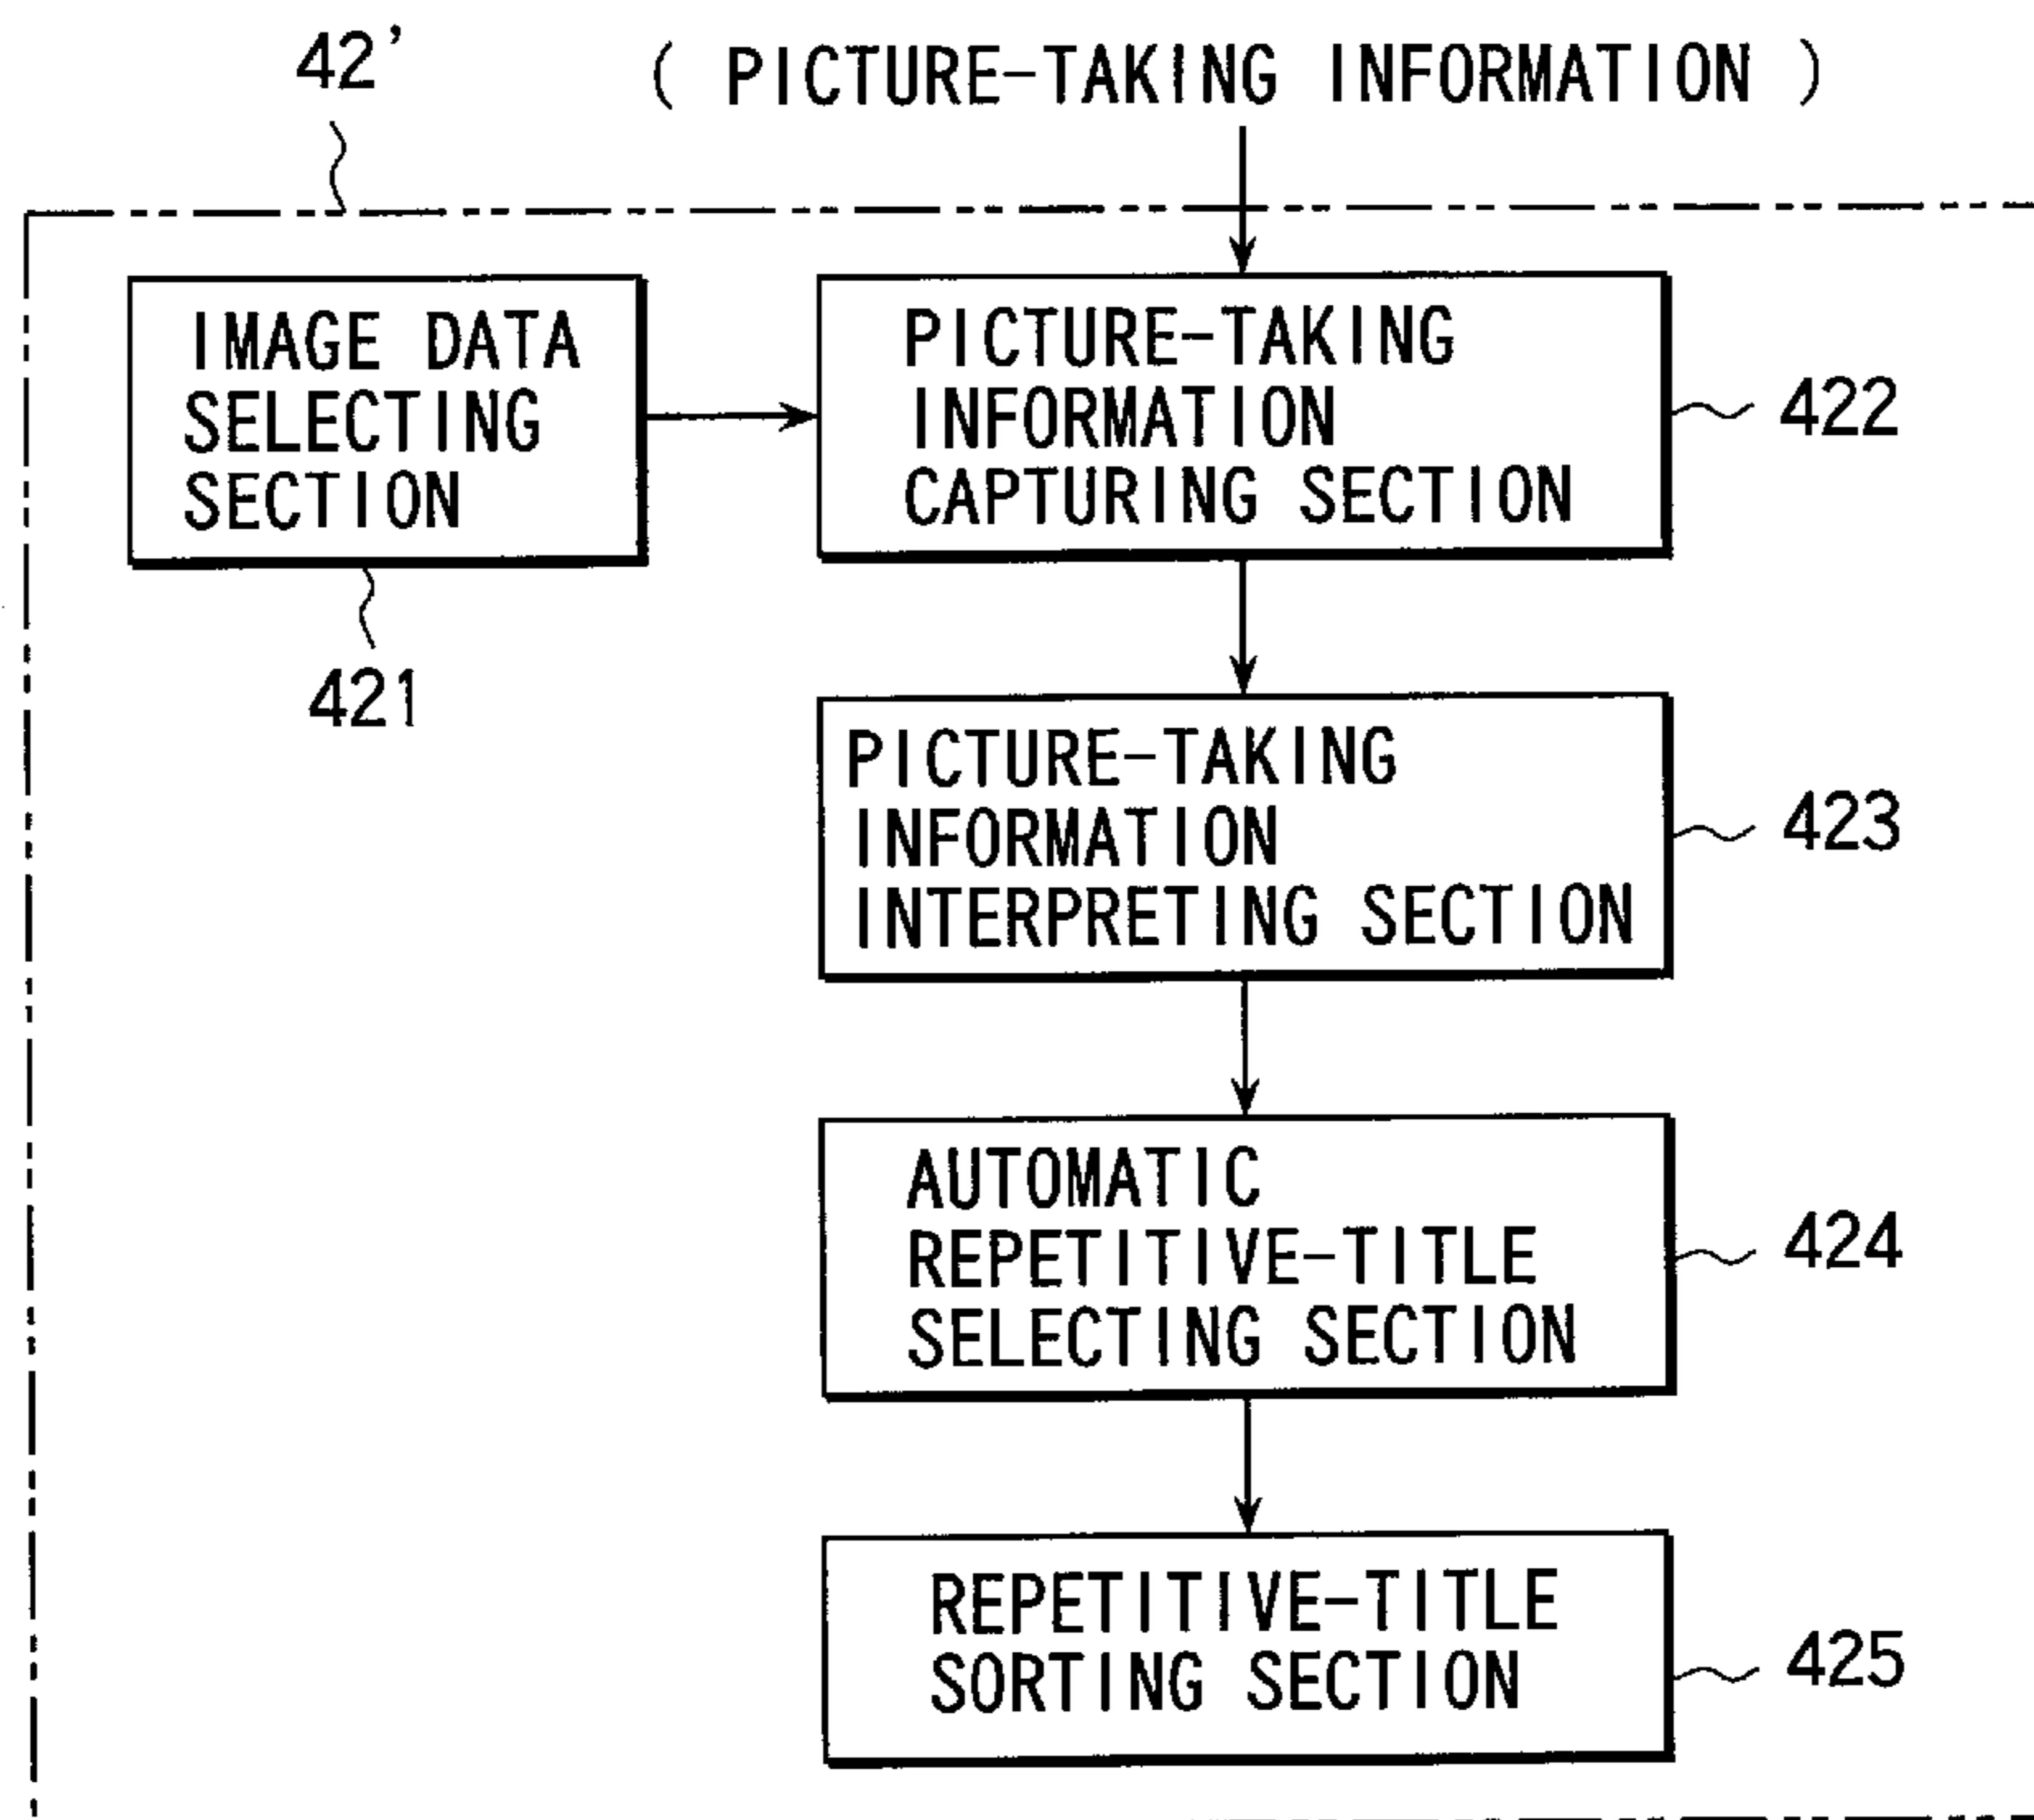 42'
( PICTURE-TAKING INFORMATION )
IMAGE DATA
SELECTING
SECTION
421
PICTURE-TAKING
INFORMATION
CAPTURING SECTION
422
PICTURE-TAKING
INFORMATION
INTERPRETING SECTION
423
AUTOMATIC
REPETITIVE-TITLE
SELECTING SECTION
424
REPETITIVE-TITLE
SORTING SECTION
425